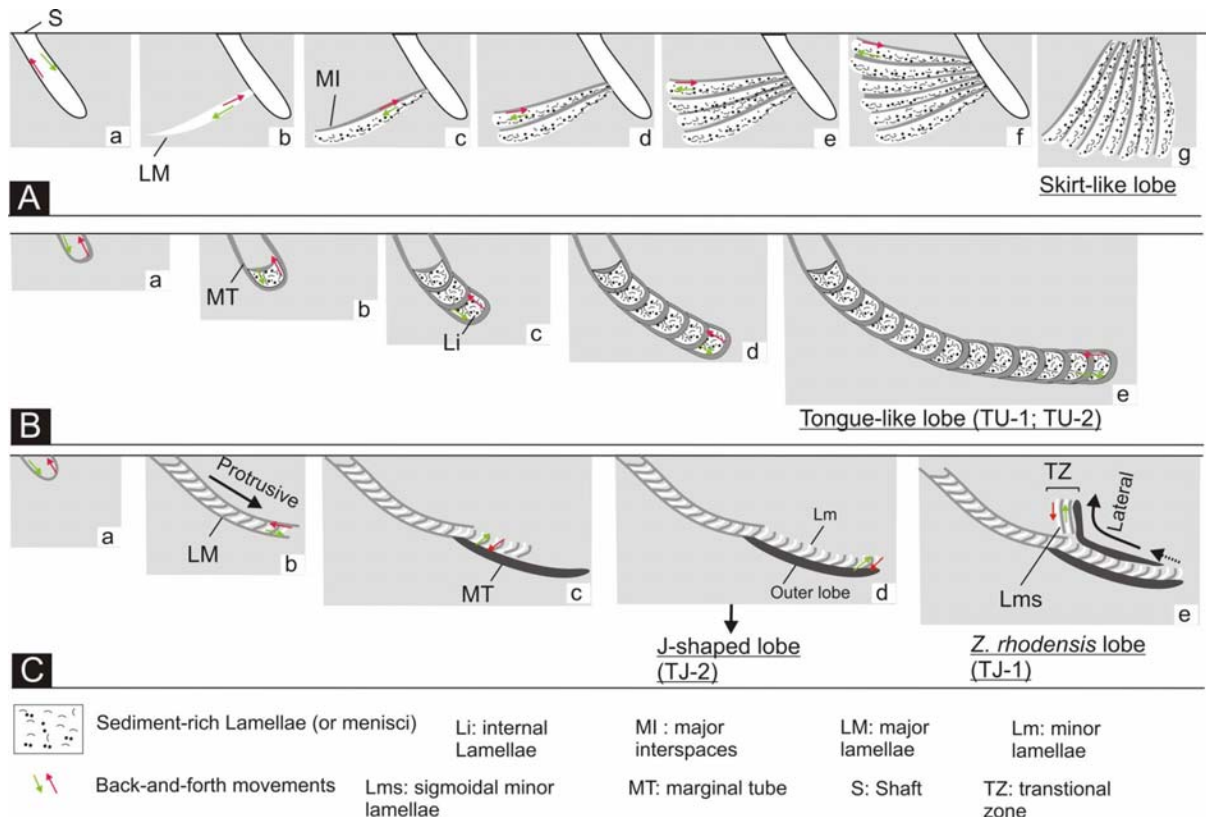 S
LM
MI
a
b
c
d
e
f
g
Skirt-like lobe
A
MT
Li
a
b
c
d
e
Tongue-like lobe (TU-1; TU-2)
B
Protrusive
LM
MT
Lm
Outer lobe
TZ
Lateral
Lms
a
b
c
d
e
J-shaped lobe
(TJ-2)
Z. rhodensis lobe
(TJ-1)
C
Sediment-rich Lamellae (or menisci)
Li: internal
Lamellae
MI : major
interspaces
LM: major
lamellae
Lm: minor
lamellae
Back-and-forth movements
Lms: sigmoidal minor
lamellae
MT: marginal tube
S: Shaft
TZ: transtional
zone